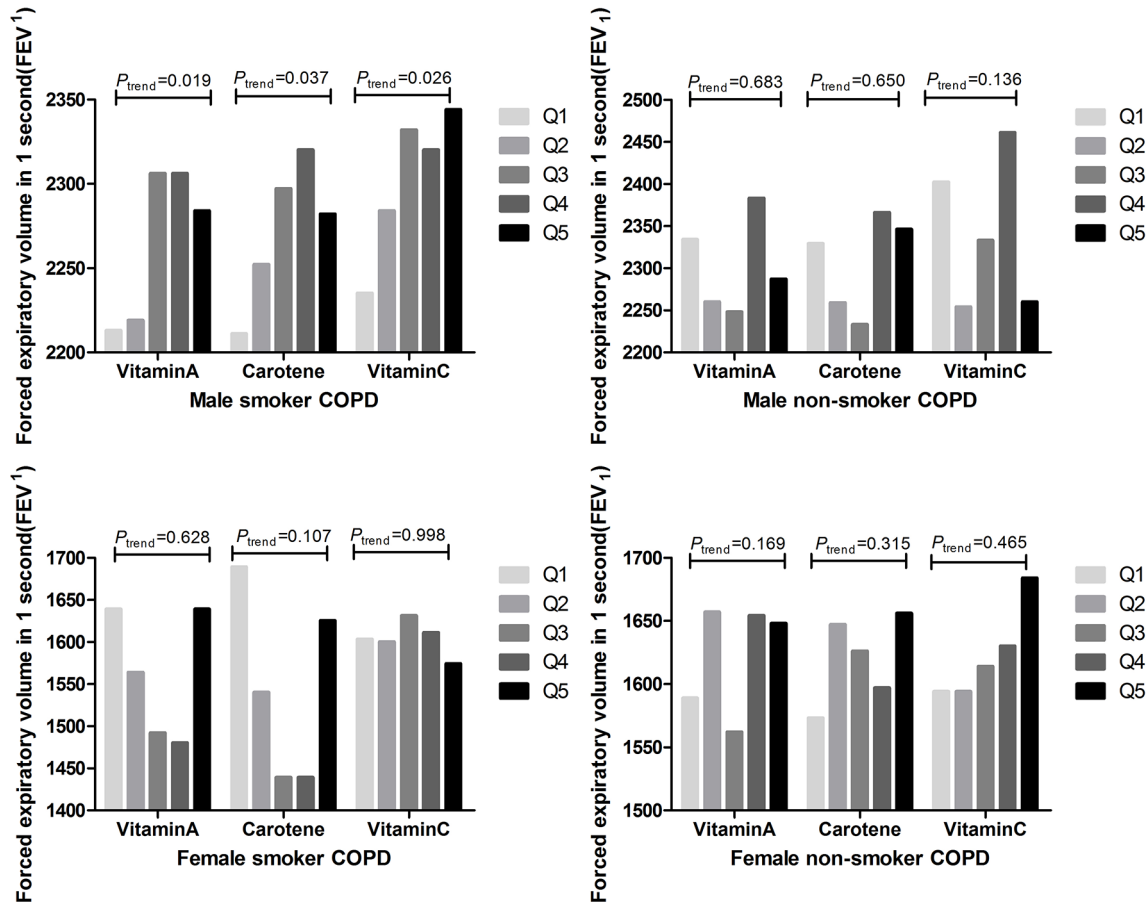 Forced expiratory volume in 1 second(FEV¹)
Ptrend=0.019
Ptrend=0.037
Ptrend=0.026
2350
2300
2250
2200
VitaminA
Carotene
VitaminC
Male smoker COPD
Q1
Q2
Q3
Q4
Q5
Forced expiratory volume in 1 second(FEV₁)
Ptrend=0.683
Ptrend=0.650
Ptrend=0.136
2500
2450
2400
2350
2300
2250
2200
VitaminA
Carotene
VitaminC
Male non-smoker COPD
Q1
Q2
Q3
Q4
Q5
Forced expiratory volume in 1 second(FEV¹)
Ptrend=0.628
Ptrend=0.107
Ptrend=0.998
1700
1650
1600
1550
1500
1450
1400
VitaminA
Carotene
VitaminC
Female smoker COPD
Q1
Q2
Q3
Q4
Q5
Forced expiratory volume in 1 second(FEV₁)
Ptrend=0.169
Ptrend=0.315
Ptrend=0.465
1700
1650
1600
1550
1500
VitaminA
Carotene
VitaminC
Female non-smoker COPD
Q1
Q2
Q3
Q4
Q5